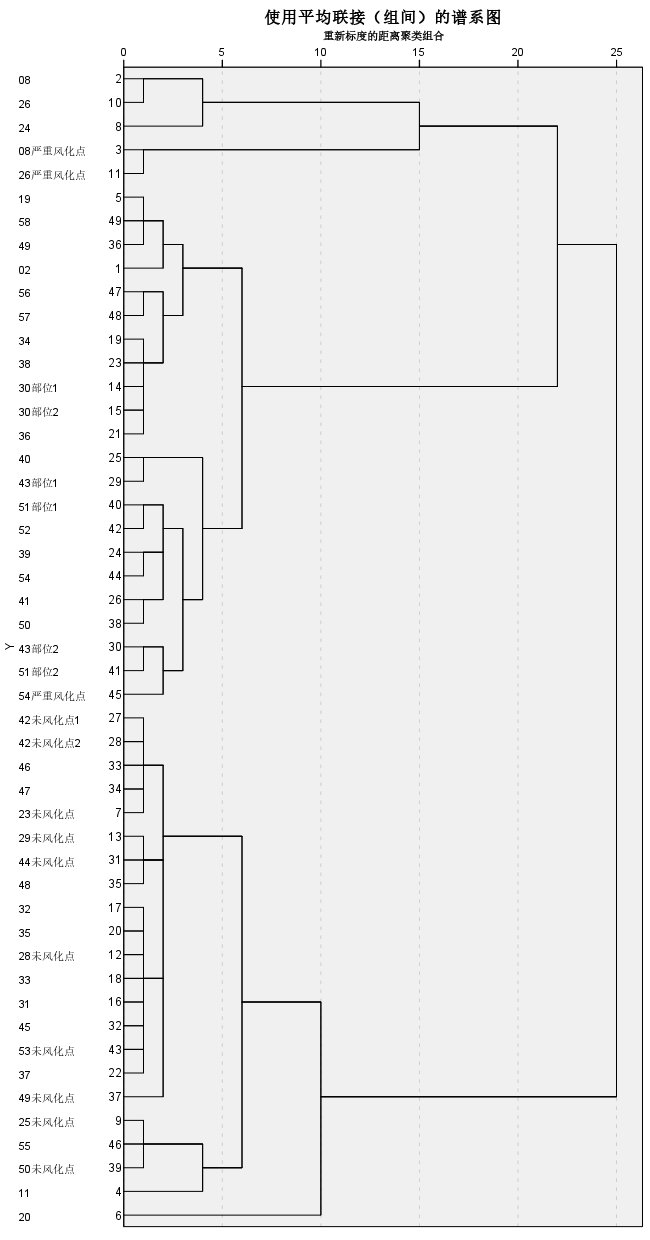 使用平均联接（组间）的谱系图
重新标度的距离聚类组合
0 5 10 15 20 25
08 2
26 10
24 8
08严重风化点 3
26严重风化点 11
19 5
58 49
49 36
02 1
56 47
57 48
34 19
38 23
30部位1 14
30部位2 15
36 21
40 25
43部位1 29
51部位1 40
52 42
39 24
54 44
41 26
50 38
Y
43部位2 30
51部位2 41
54严重风化点 45
42未风化点1 27
42未风化点2 28
46 33
47 34
23未风化点 7
29未风化点 13
44未风化点 31
48 35
32 17
35 20
28未风化点 12
33 18
31 16
45 32
53未风化点 43
37 22
49未风化点 37
25未风化点 9
55 46
50未风化点 39
11 4
20 6